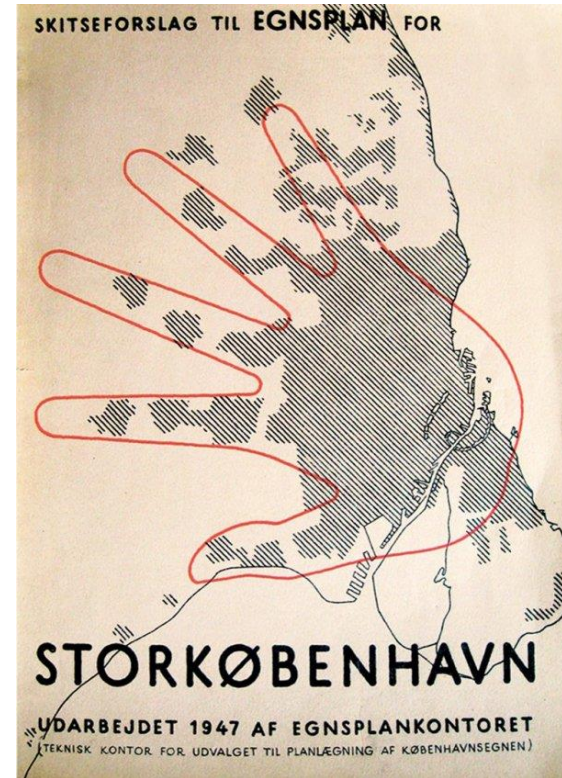 SKITSEFORSLAG TIL EGNSPLAN FOR
STORKØBENHAVN
UDARBEJDET 1947 AF EGNSPLANKONTORET
(TEKNISK KONTOR FOR UDVALGET TIL PLANLÆGNING AF KØBENHAVNSEGNEN)